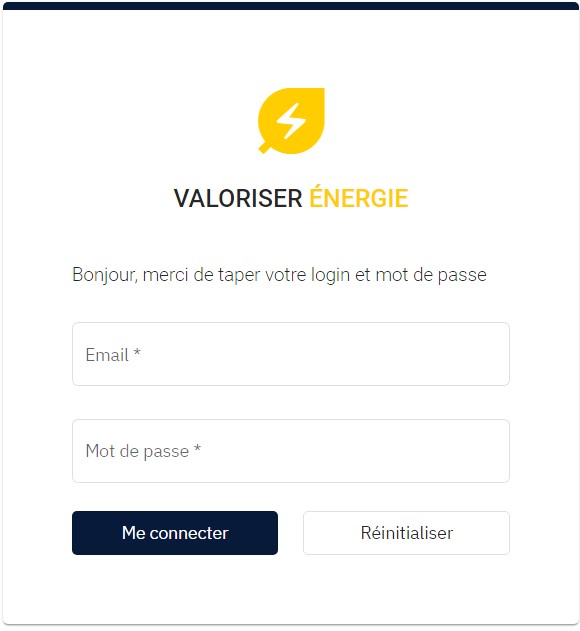 VALORISER ÉNERGIE
Bonjour, merci de taper votre login et mot de passe
Email *
Mot de passe *
Me connecter
Réinitialiser